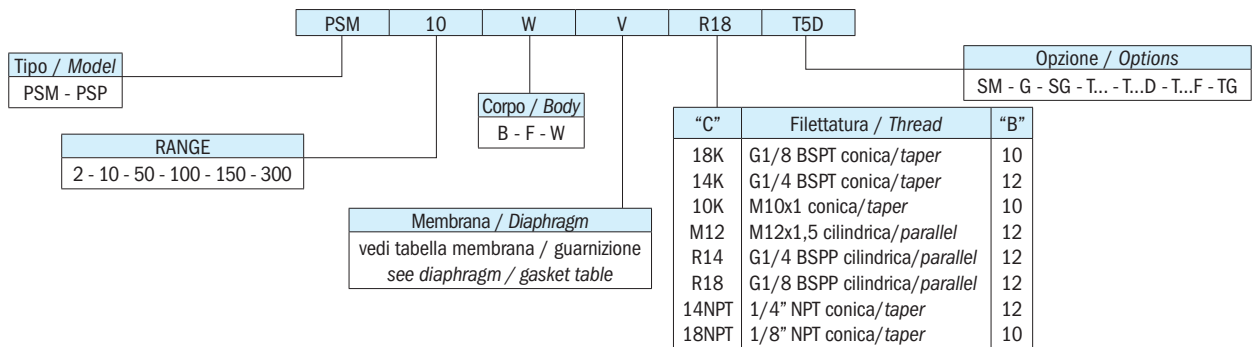 PSM 10 W V R18 T5D
Tipo / Model
PSM - PSP
Opzione / Options
SM - G - SG - T... - T...D - T...F - TG
Corpo / Body
B - F - W
RANGE
2 - 10 - 50 - 100 - 150 - 300
Membrana / Diaphragm
vedi tabella membrana / guarnizione
see diaphragm / gasket table
“C” Filettatura / Thread “B”
18K G1/8 BSPT conica/taper 10
14K G1/4 BSPT conica/taper 12
10K M10x1 conica/taper 10
M12 M12x1,5 cilindrica/parallel 12
R14 G1/4 BSPP cilindrica/parallel 12
R18 G1/8 BSPP cilindrica/parallel 12
14NPT 1/4” NPT conica/taper 12
18NPT 1/8” NPT conica/taper 10